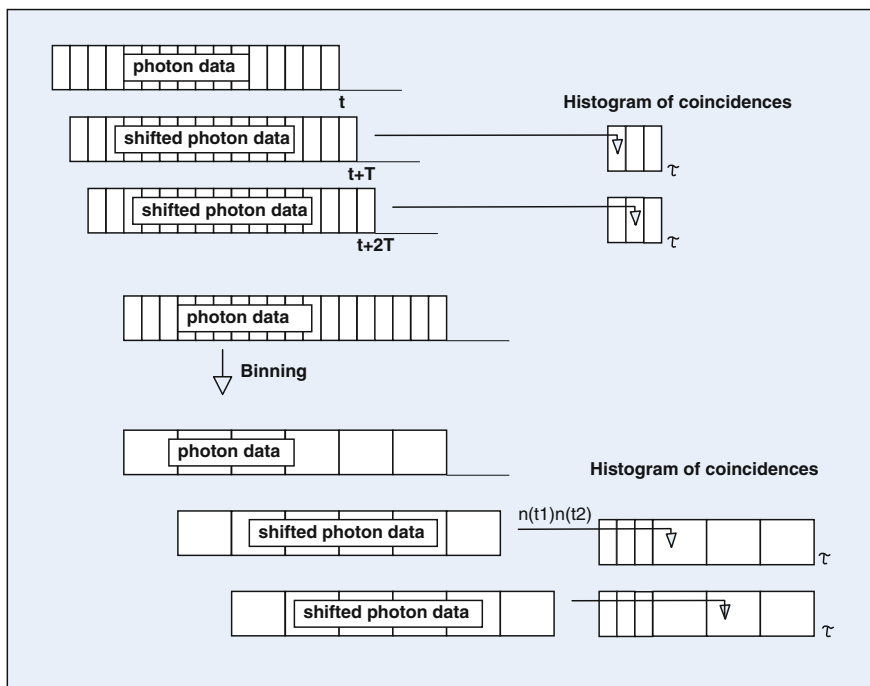 photon data
t
Histogram of coincidences
shifted photon data
t+T
τ
shifted photon data
t+2T
τ
photon data
Binning
photon data
Histogram of coincidences
n(t1)n(t2)
shifted photon data
τ
shifted photon data
τ